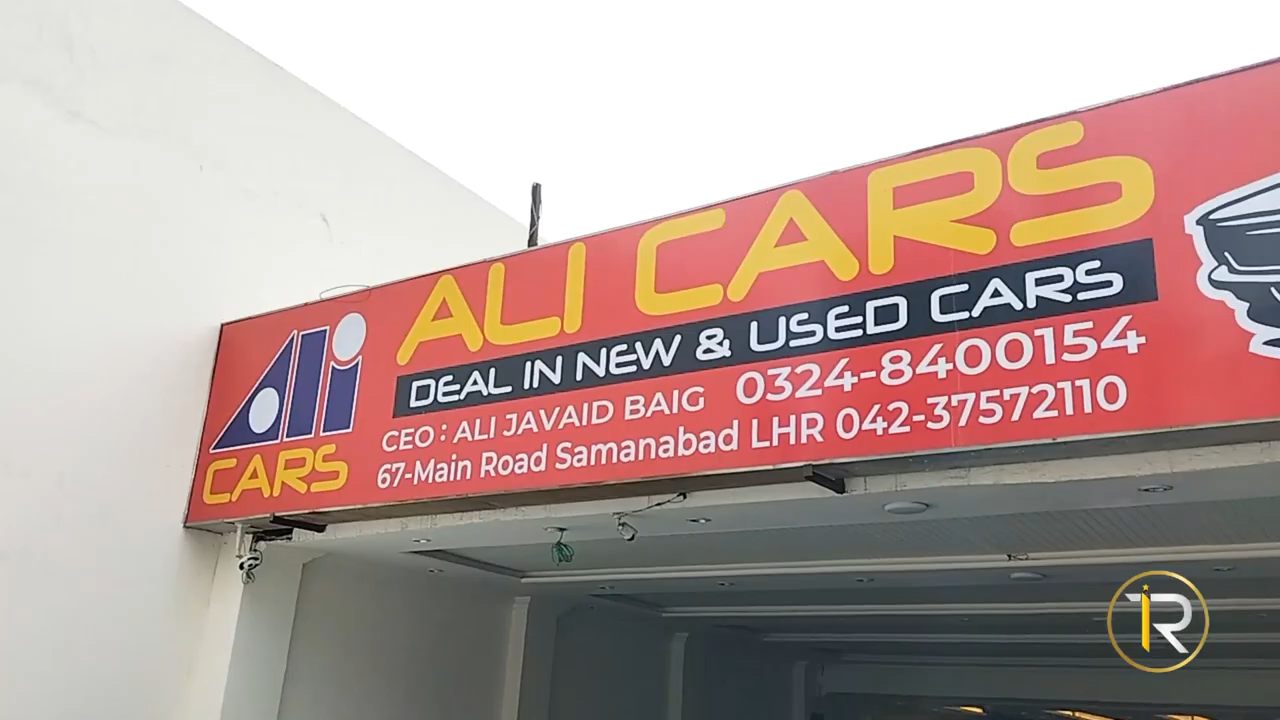 ALI CARS
DEAL IN NEW & USED CARS
CEO : ALI JAVAID BAIG 0324-8400154
67-Main Road Samanabad LHR 042-37572110
ALi
CARS
R